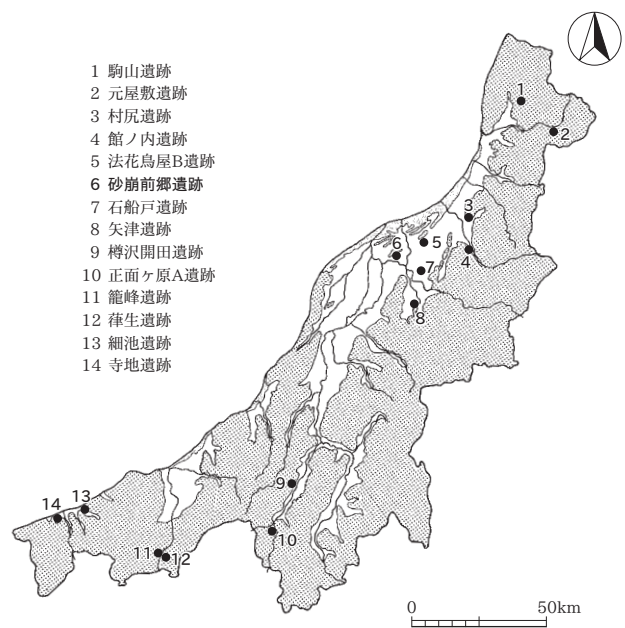 1 駒山遺跡
2 元屋敷遺跡
3 村尻遺跡
4 館ノ内遺跡
5 法花鳥屋B遺跡
6 砂崩前郷遺跡
7 石船戸遺跡
8 矢津遺跡
9 樽沢開田遺跡
10 正面ヶ原A遺跡
11 籠峰遺跡
12 葎生遺跡
13 細池遺跡
14 寺地遺跡
1
2
3
4
5
6
7
8
9
10
11
12
13
14
0 50km